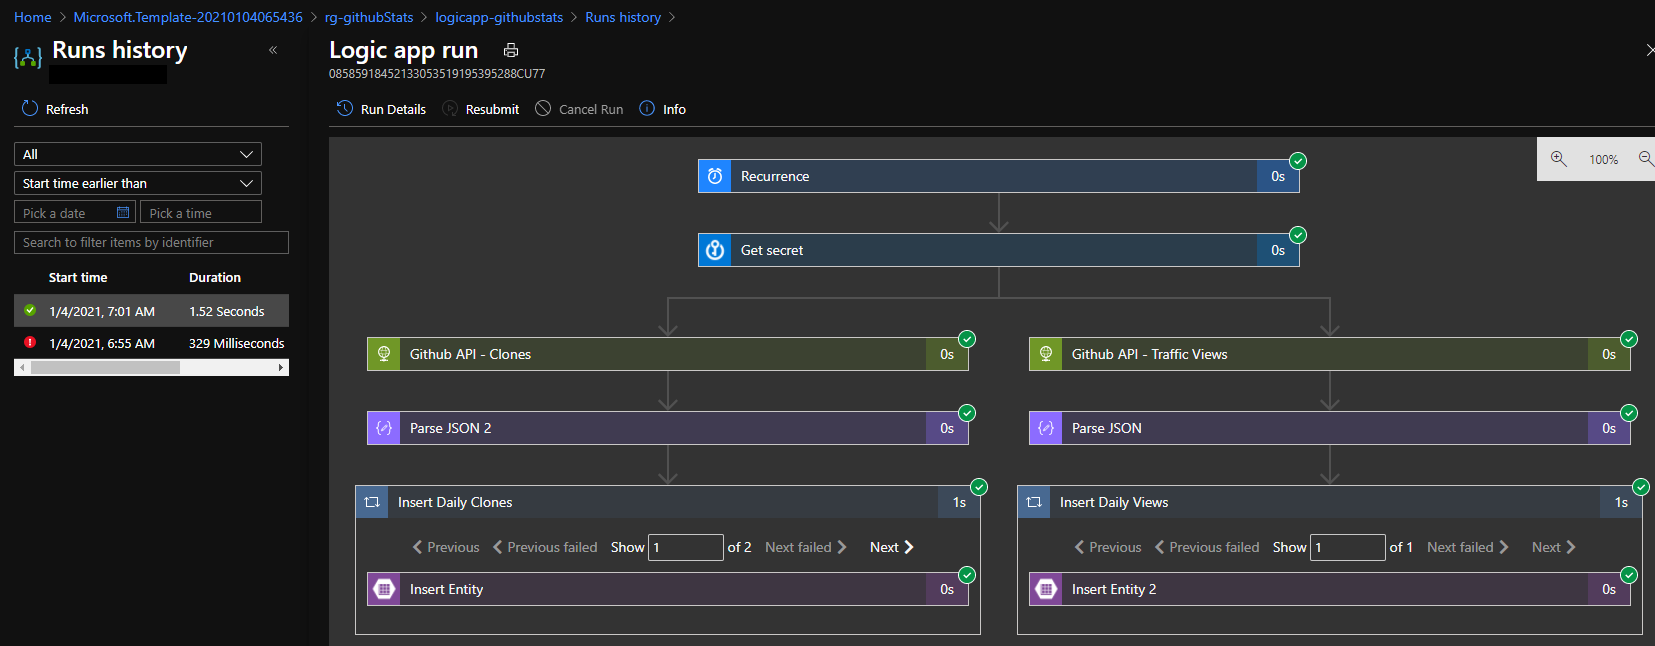 Home > Microsoft.Template-20210104065436 > rg-githubStats > logicapp-githubstats > Runs history >
Runs history
«
Refresh
All
Start time earlier than
Pick a date
Pick a time
Search to filter items by identifier
Start time Duration
1/4/2021, 7:01 AM 1.52 Seconds
1/4/2021, 6:55 AM 329 Milliseconds
Logic app run
08585918452133053519195395288CU77
Run Details Resubmit Cancel Run Info
100%
Recurrence 0s
Get secret 0s
Github API - Clones 0s
Github API - Traffic Views 0s
Parse JSON 2 0s
Parse JSON 0s
Insert Daily Clones 1s
Insert Daily Views 1s
Previous Previous failed Show 1 of 2 Next failed Next
Previous Previous failed Show 1 of 1 Next failed Next
Insert Entity 0s
Insert Entity 2 0s